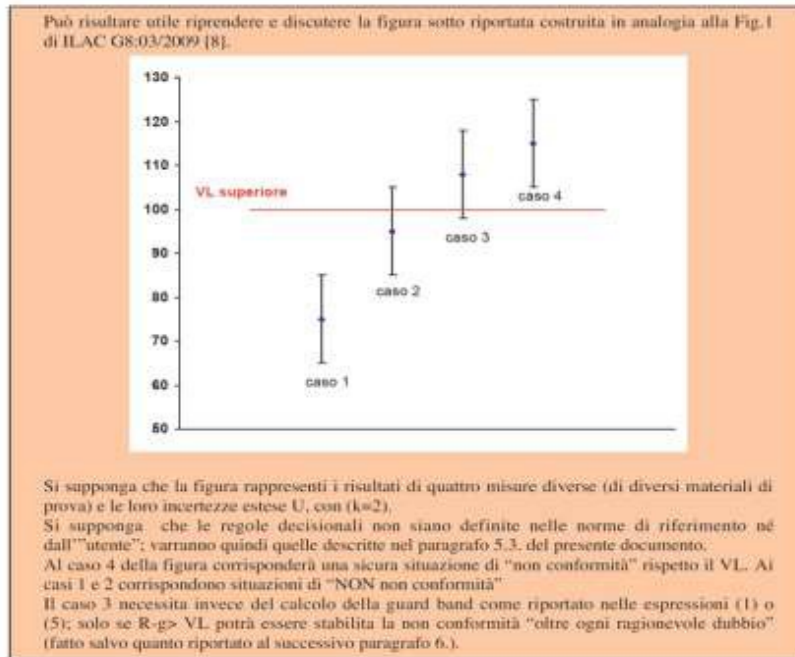 Può risultare utile riprendere e discutere la figura sotto riportata costruita in analogia alla Fig.1
di ILAC G8:03/2009 [8].
130
120
110
VL superiore
100
90
80
70
60
50
caso 4
caso 3
caso 2
caso 1
Si supponga che la figura rappresenti i risultati di quattro misure diverse (di diversi materiali di
prova) e le loro incertezze estese U, con (k=2).
Si supponga che le regole decisionali non siano definite nelle norme di riferimento né
dall'"utente"; varranno quindi quelle descritte nel paragrafo 5.3. del presente documento.
Al caso 4 della figura corrisponderà una sicura situazione di "non conformità" rispetto il VL. Ai
casi 1 e 2 corrispondono situazioni di "NON non conformità"
Il caso 3 necessita invece del calcolo della guard band come riportato nelle espressioni (1) o
(5); solo se R-g> VL potrà essere stabilita la non conformità "oltre ogni ragionevole dubbio"
(fatto salvo quanto riportato al successivo paragrafo 6.).